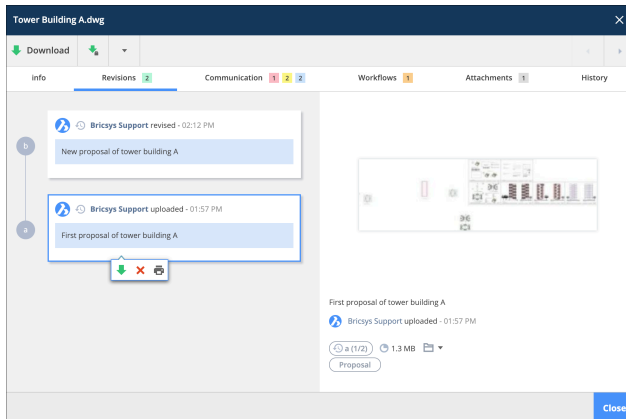 Tower Building A.dwg
Download
info
Revisions 2
Communication 1 2 2
Workflows 1
Attachments 1
History
b
Bricsys Support revised - 02:12 PM
New proposal of tower building A
a
Bricsys Support uploaded - 01:57 PM
First proposal of tower building A
First proposal of tower building A
Bricsys Support uploaded - 01:57 PM
a (1/2) 1.3 MB
Proposal
Close